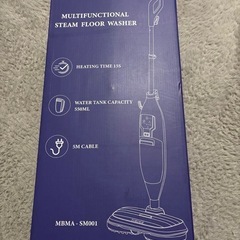 MULTIFUNCTIONAL
STEAM FLOOR WASHER
HEATING TIME 15S
WATER TANK CAPACITY
550ML
5M CABLE
MBMA - SM001